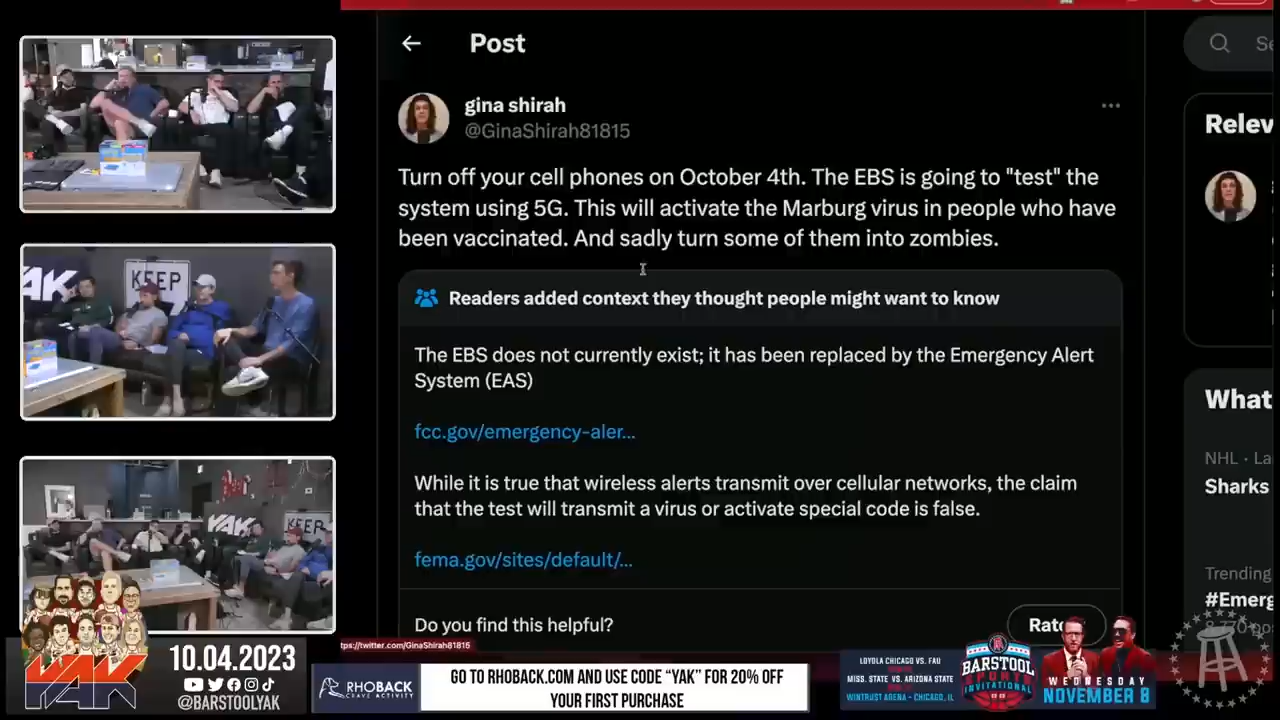 Post
gina shirah
@GinaShirah81815
Turn off your cell phones on October 4th. The EBS is going to "test" the
system using 5G. This will activate the Marburg virus in people who have
been vaccinated. And sadly turn some of them into zombies.
Readers added context they thought people might want to know
The EBS does not currently exist; it has been replaced by the Emergency Alert
System (EAS)
fcc.gov/emergency-aler...
While it is true that wireless alerts transmit over cellular networks, the claim
that the test will transmit a virus or activate special code is false.
fema.gov/sites/default/...
Do you find this helpful?
Rate
Se
Relev
What
NHL · La
Sharks
Trending
#Emerg
ttps://twitter.com/GinaShirah81815
YAK
KEEP
YAK
KEEP
YAK
10.04.2023
@BARSTOOLYAK
RHOBACK
GO TO RHOBACK.COM AND USE CODE "YAK" FOR 20% OFF
YOUR FIRST PURCHASE
LOYOLA CHICAGO VS. FAU
MISS. STATE VS. ARIZONA STATE
WINTRUST ARENA - CHICAGO, IL
BARSTOOL
SPORTS
INVITATIONAL
WEDNESDAY
NOVEMBER 8